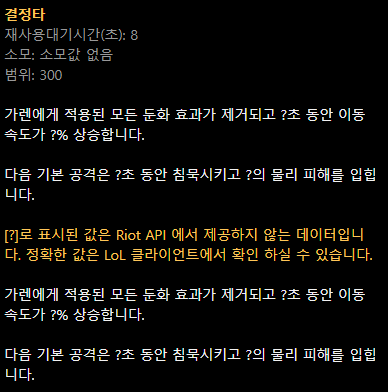 결정타
재사용대기시간(초): 8
소모: 소모값 없음
범위: 300
가렌에게 적용된 모든 둔화 효과가 제거되고 ?초 동안 이동
속도가 ?% 상승합니다.
다음 기본 공격은 ?초 동안 침묵시키고 ?의 물리 피해를 입힙
니다.
[?]로 표시된 값은 Riot API 에서 제공하지 않는 데이터입니
다. 정확한 값은 LoL 클라이언트에서 확인 하실 수 있습니다.
가렌에게 적용된 모든 둔화 효과가 제거되고 ?초 동안 이동
속도가 ?% 상승합니다.
다음 기본 공격은 ?초 동안 침묵시키고 ?의 물리 피해를 입힙
니다.